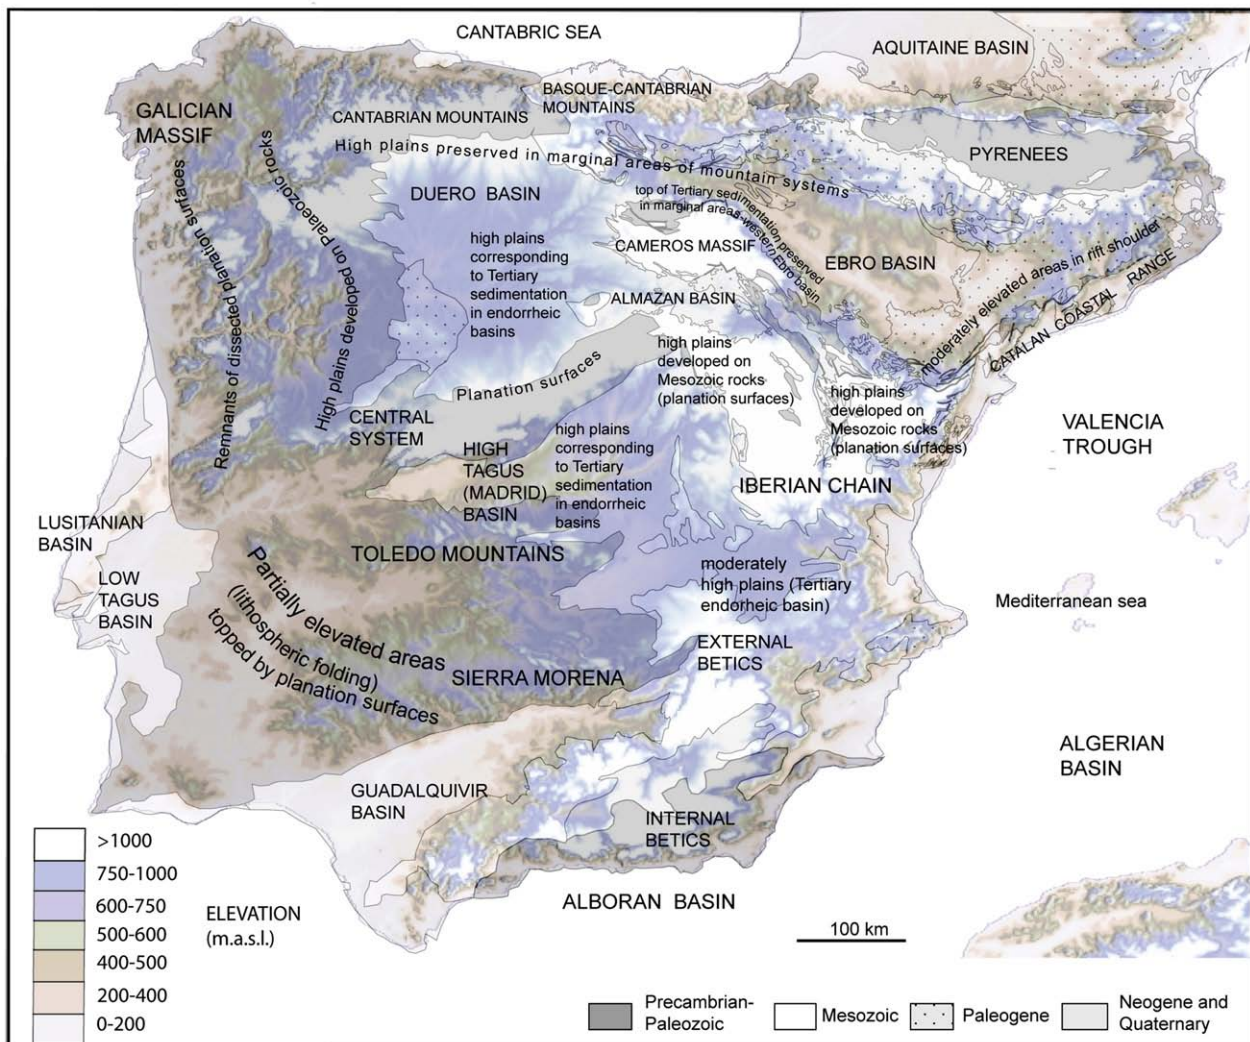 CANTABRIC SEA
AQUITAINE BASIN
BASQUE-CANTABRIAN
MOUNTAINS
GALICIAN
MASSIF
CANTABRIAN MOUNTAINS
PYRENEES
High plains preserved in marginal areas of mountain systems
Remnants of dissected planation surfaces
High plains developed on Palaeozoic rocks
DUERO BASIN
top of Tertiary sedimentation preserved
in marginal areas-western Ebro basin
CAMEROS MASSIF
EBRO BASIN
moderately elevated areas in rift shoulder
CATALAN COASTAL RANGE
high plains
corresponding
to Tertiary
sedimentation
in endorrheic
basins
ALMAZAN BASIN
Planation surfaces
high plains
developed on
Mesozoic rocks
(planation surfaces)
high plains
developed on
Mesozoic rocks
(planation surfaces)
VALENCIA
TROUGH
CENTRAL
SYSTEM
HIGH
TAGUS
(MADRID)
BASIN
high plains
corresponding
to Tertiary
sedimentation
in endorrheic
basins
IBERIAN CHAIN
LUSITANIAN
BASIN
TOLEDO MOUNTAINS
LOW
TAGUS
BASIN
Partially elevated areas
(lithospheric folding)
topped by planation surfaces
moderately
high plains (Tertiary
endorheic basin)
Mediterranean sea
EXTERNAL
BETICS
SIERRA MORENA
ALGERIAN
BASIN
GUADALQUIVIR
BASIN
INTERNAL
BETICS
ALBORAN BASIN
>1000
750-1000
600-750
500-600
400-500
200-400
0-200
ELEVATION
(m.a.s.l.)
100 km
Precambrian-
Paleozoic
Mesozoic
Paleogene
Neogene and
Quaternary